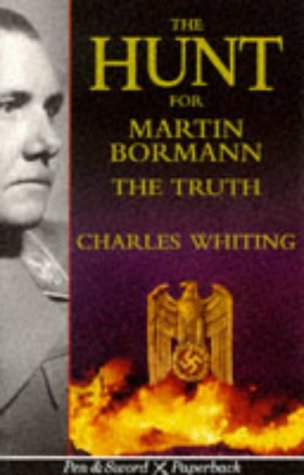 THE
HUNT
FOR
MARTIN
BORMANN
THE TRUTH
CHARLES WHITING
Pen & Sword Paperback